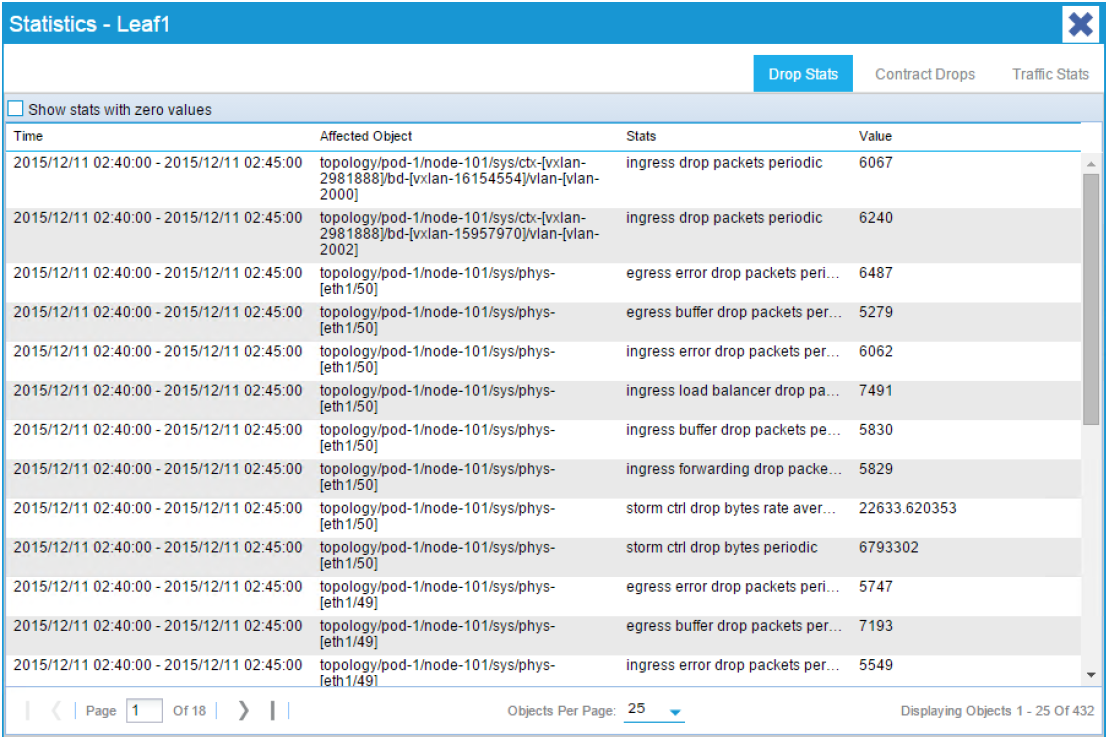 Statistics - Leaf1
Drop Stats Contract Drops Traffic Stats
Show stats with zero values
Time Affected Object Stats Value
2015/12/11 02:40:00 - 2015/12/11 02:45:00 topology/pod-1/node-101/sys/ctx-[vxlan- ingress drop packets periodic 6067
2981888]/bd-[vxlan-16154554]/vlan-[vlan-
2000]
2015/12/11 02:40:00 - 2015/12/11 02:45:00 topology/pod-1/node-101/sys/ctx-[vxlan- ingress drop packets periodic 6240
2981888]/bd-[vxlan-15957970]/vlan-[vlan-
2002]
2015/12/11 02:40:00 - 2015/12/11 02:45:00 topology/pod-1/node-101/sys/phys- egress error drop packets peri... 6487
[eth1/50]
2015/12/11 02:40:00 - 2015/12/11 02:45:00 topology/pod-1/node-101/sys/phys- egress buffer drop packets per... 5279
[eth1/50]
2015/12/11 02:40:00 - 2015/12/11 02:45:00 topology/pod-1/node-101/sys/phys- ingress error drop packets per... 6062
[eth1/50]
2015/12/11 02:40:00 - 2015/12/11 02:45:00 topology/pod-1/node-101/sys/phys- ingress load balancer drop pa... 7491
[eth1/50]
2015/12/11 02:40:00 - 2015/12/11 02:45:00 topology/pod-1/node-101/sys/phys- ingress buffer drop packets pe... 5830
[eth1/50]
2015/12/11 02:40:00 - 2015/12/11 02:45:00 topology/pod-1/node-101/sys/phys- ingress forwarding drop packe... 5829
[eth1/50]
2015/12/11 02:40:00 - 2015/12/11 02:45:00 topology/pod-1/node-101/sys/phys- storm ctrl drop bytes rate aver... 22633.620353
[eth1/50]
2015/12/11 02:40:00 - 2015/12/11 02:45:00 topology/pod-1/node-101/sys/phys- storm ctrl drop bytes periodic 6793302
[eth1/50]
2015/12/11 02:40:00 - 2015/12/11 02:45:00 topology/pod-1/node-101/sys/phys- egress error drop packets peri... 5747
[eth1/49]
2015/12/11 02:40:00 - 2015/12/11 02:45:00 topology/pod-1/node-101/sys/phys- egress buffer drop packets per... 7193
[eth1/49]
2015/12/11 02:40:00 - 2015/12/11 02:45:00 topology/pod-1/node-101/sys/phys- ingress error drop packets per... 5549
[eth1/49]
Page 1 Of 18 Objects Per Page: 25 Displaying Objects 1 - 25 Of 432